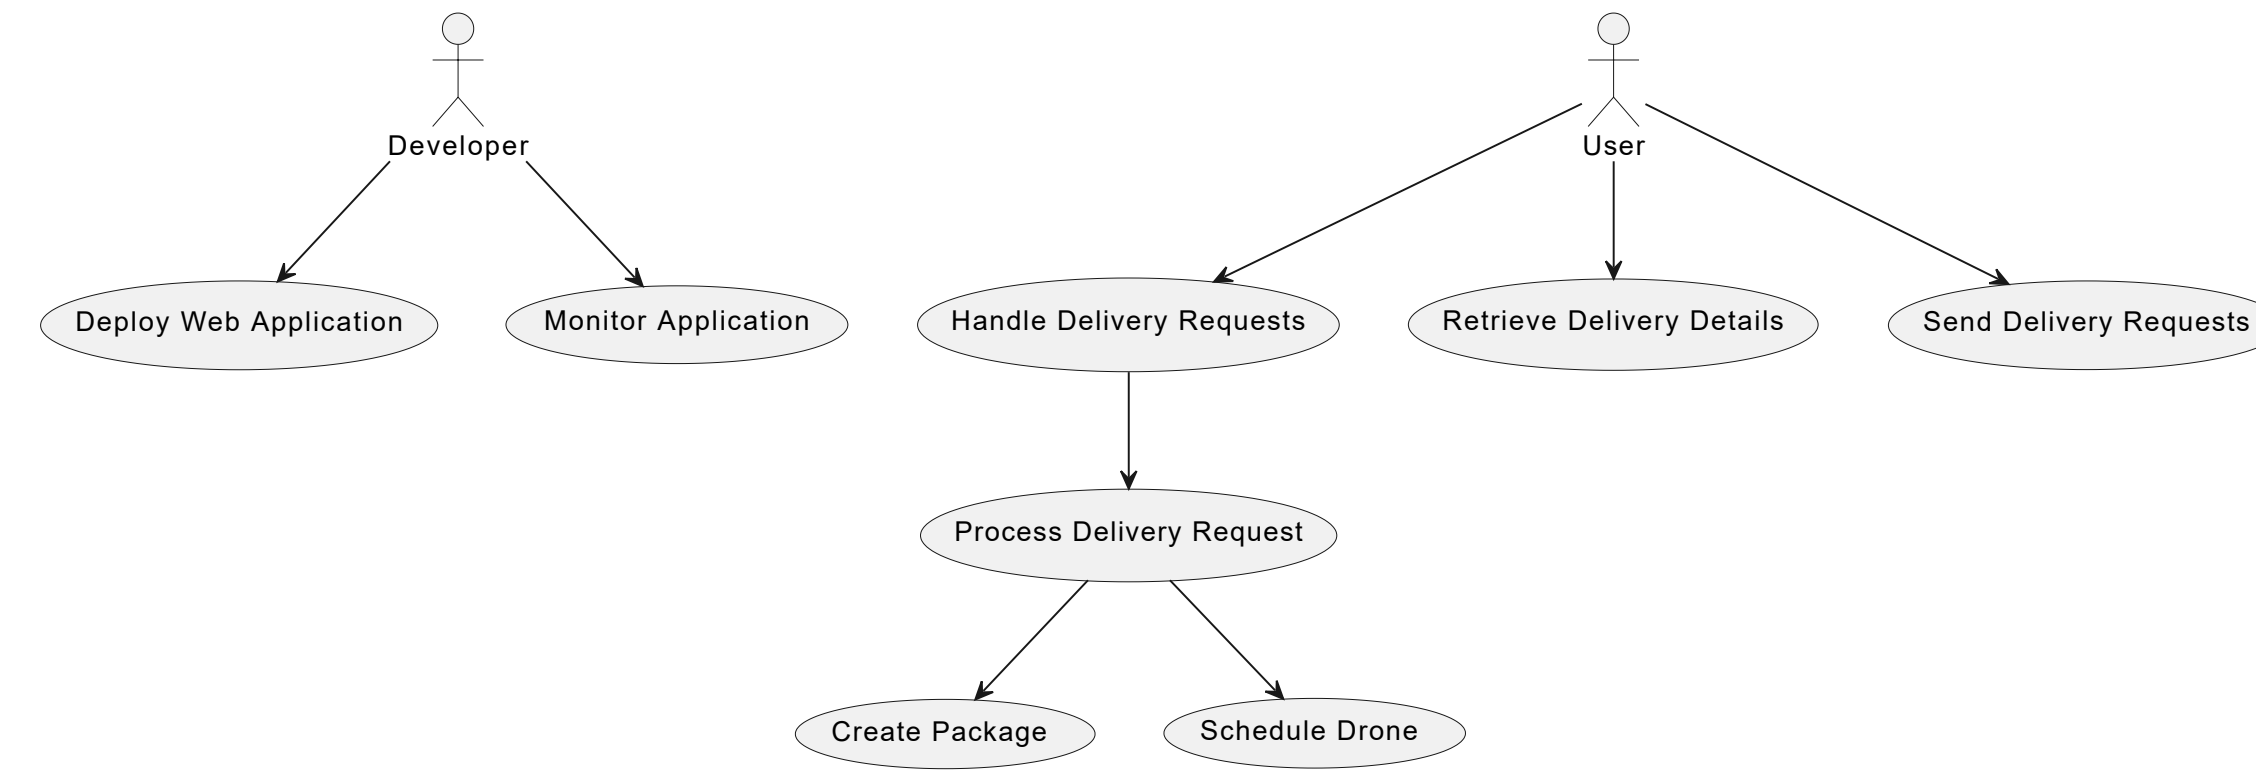 Developer
User
Deploy Web Application
Monitor Application
Handle Delivery Requests
Retrieve Delivery Details
Send Delivery Requests
Process Delivery Request
Create Package
Schedule Drone